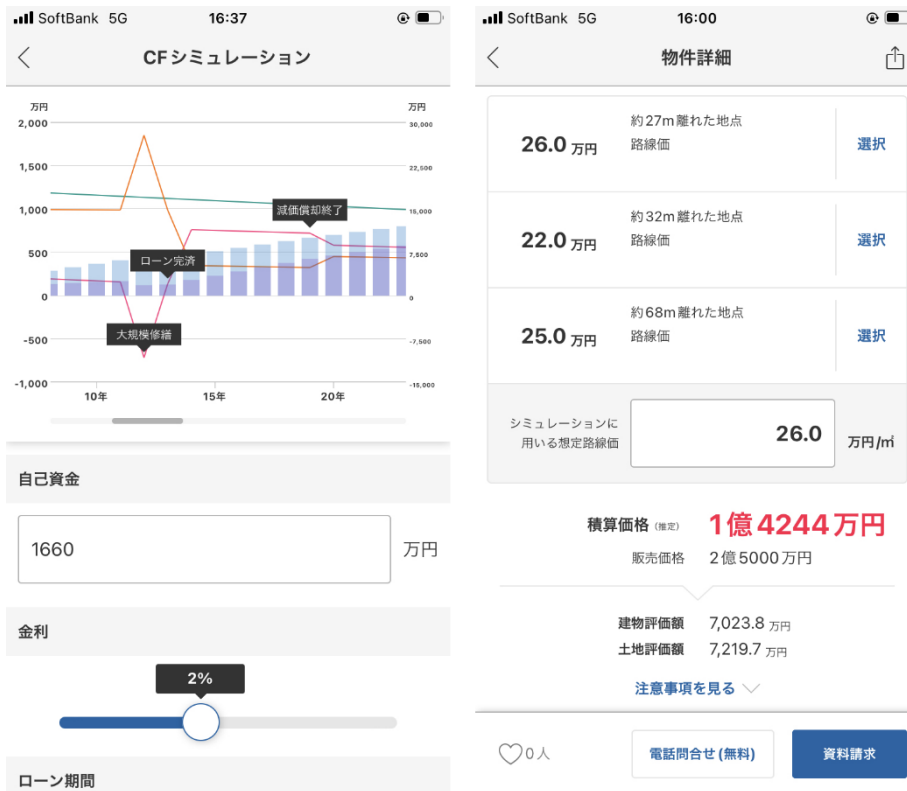 SoftBank 5G 16:37
CFシミュレーション
万円 万円
2,000 30,000
1,500 22,500
1,000 15,000
減価償却終了
500 7,500
ローン完済
0 0
大規模修繕
-500 -7,500
-1,000 -15,000
10年 15年 20年
自己資金
1660 万円
金利
2%
ローン期間
SoftBank 5G 16:00
物件詳細
約27m離れた地点
26.0 万円 路線価 選択
約32m離れた地点
22.0 万円 路線価 選択
約68m離れた地点
25.0 万円 路線価 選択
シミュレーションに
用いる想定路線価 26.0 万円/㎡
積算価格 (推定) 1億4244万円
販売価格 2億5000万円
建物評価額 7,023.8 万円
土地評価額 7,219.7 万円
注意事項を見る
0人 電話問合せ(無料) 資料請求